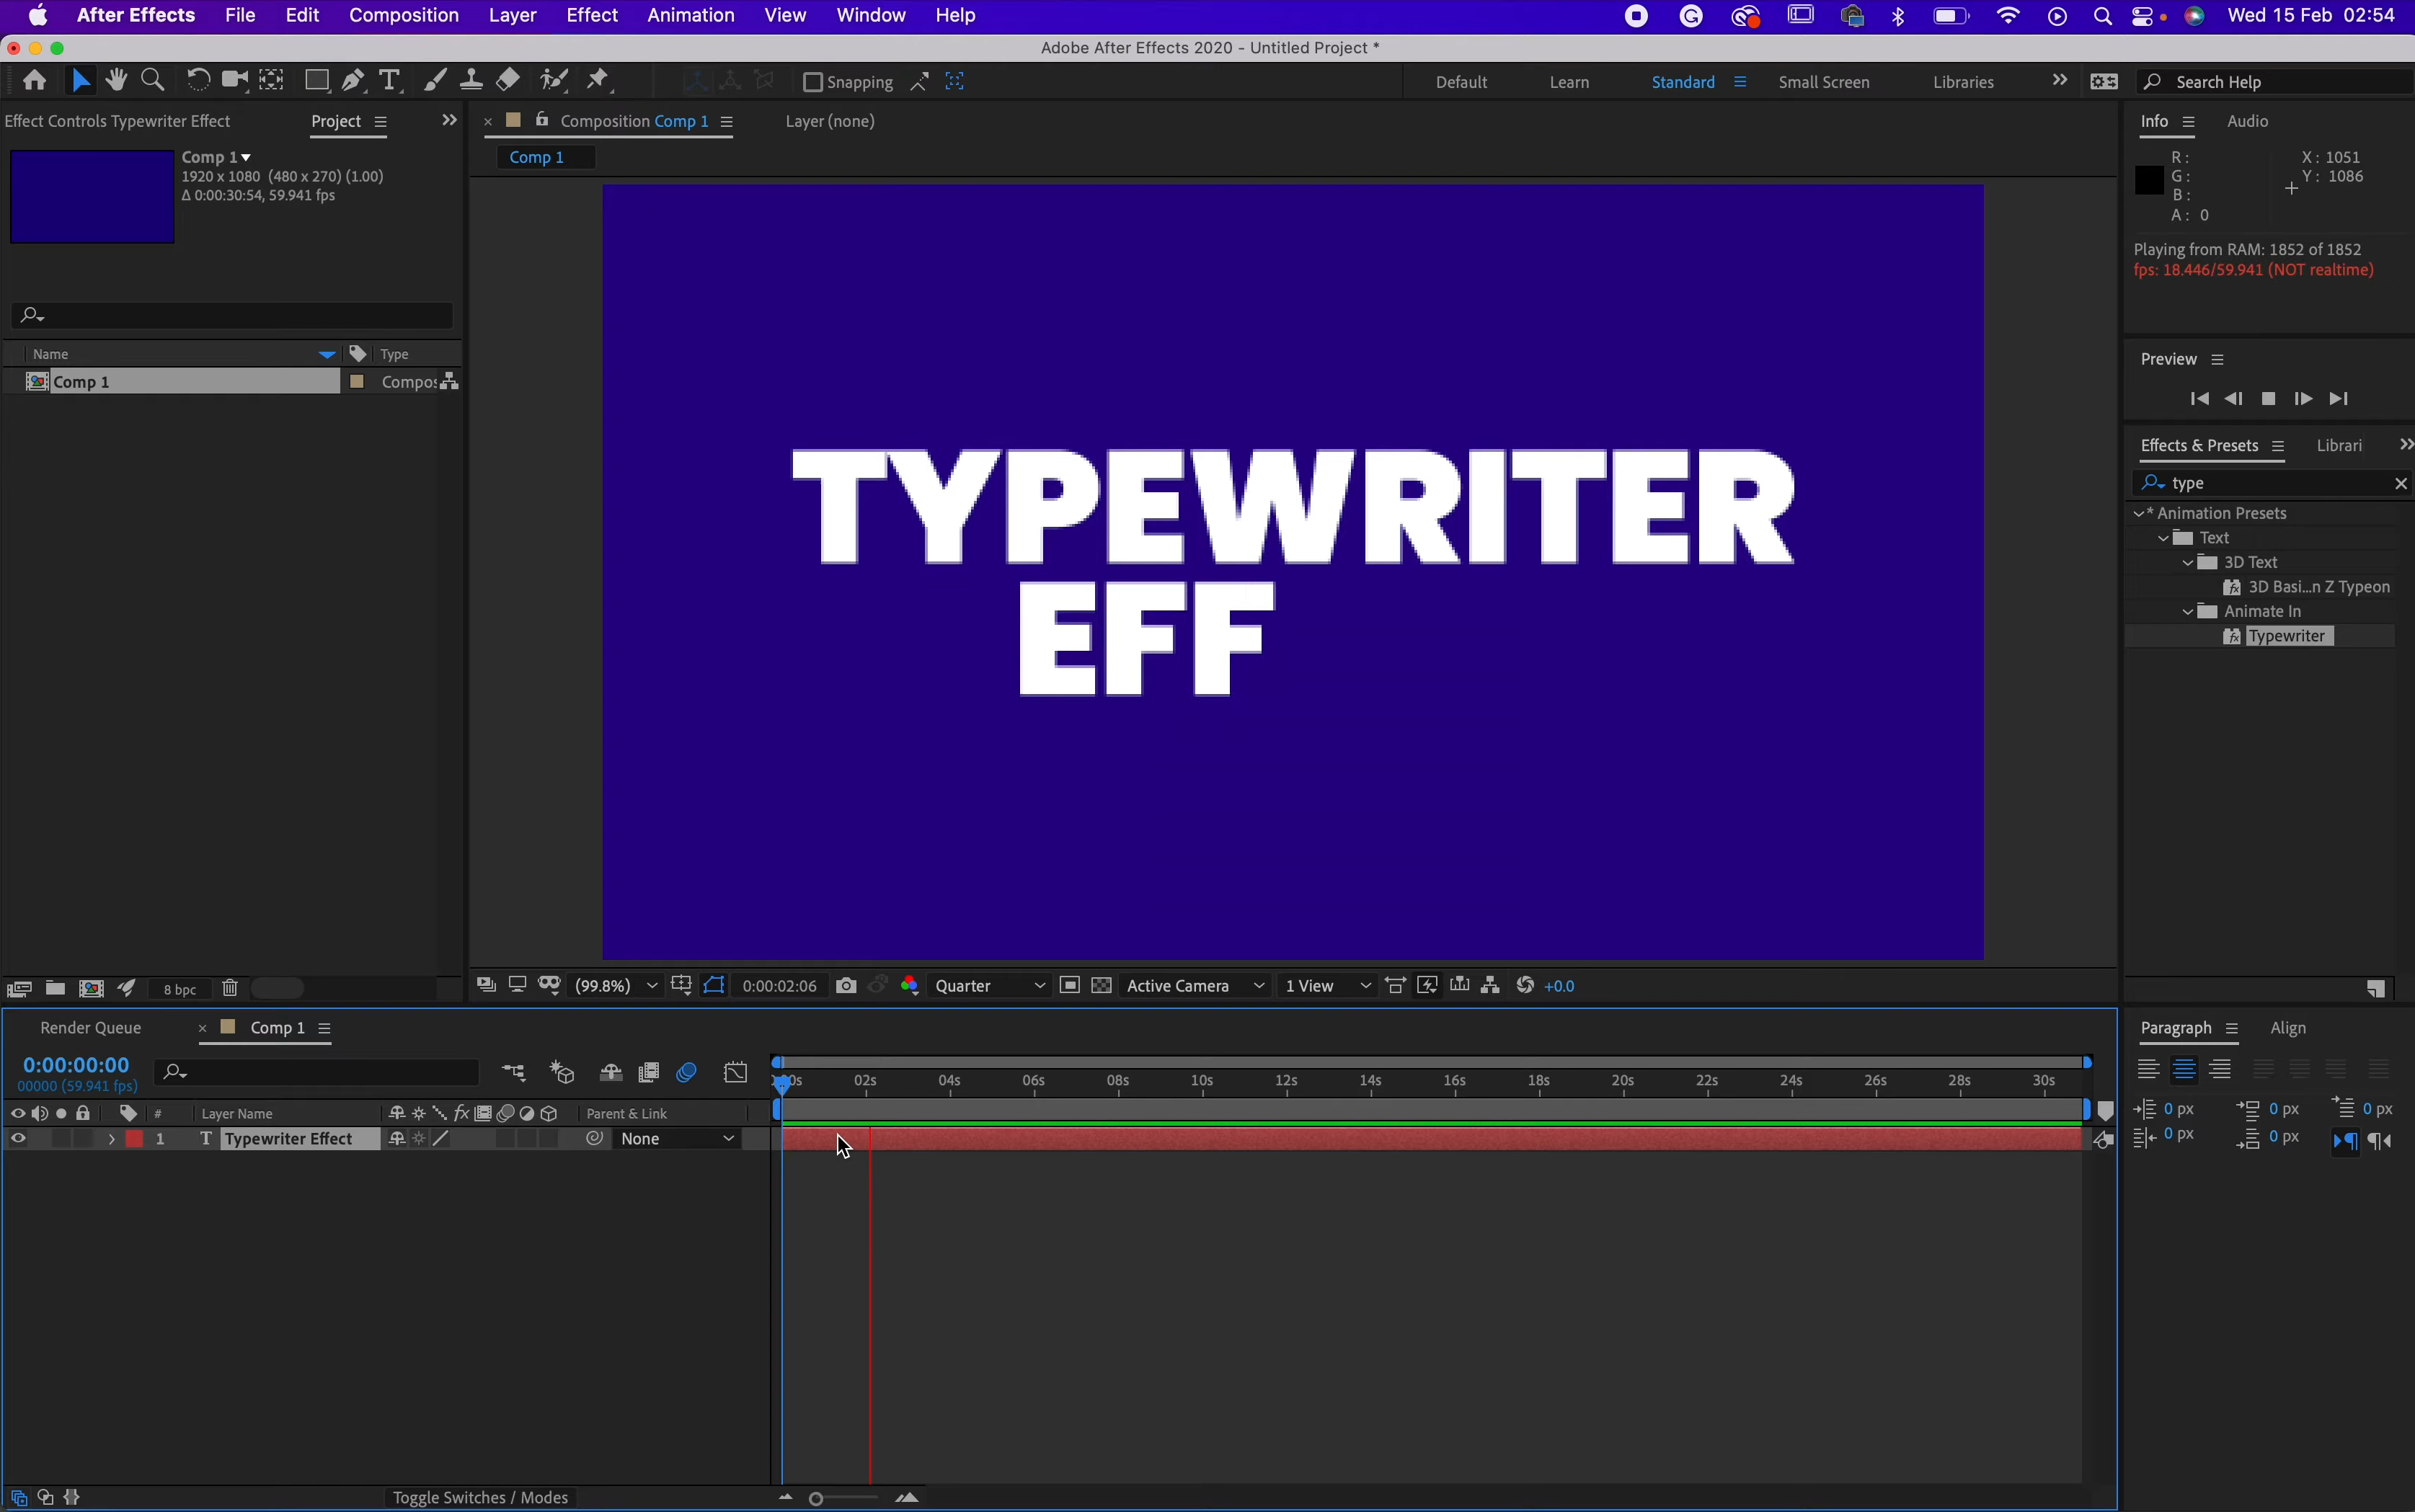 After Effects File Edit Composition Layer Effect Animation View Window Help Wed 15 Feb 02:54
Adobe After Effects 2020 - Untitled Project *
Snapping Default Learn Standard Small Screen Libraries Search Help
Effect Controls Typewriter Effect Project
Composition Comp 1 Layer (none)
Info Audio
Comp 1
1920 x 1080 (480 x 270) (1.00)
Δ 0:00:30:54, 59.941 fps
Comp 1
R:
G:
B:
A: 0
X: 1051
Y: 1086
Playing from RAM: 1852 of 1852
fps: 18.446/59.941 (NOT realtime)
Name Type
Comp 1 Compos
Preview
TYPEWRITER
EFF
Effects & Presets Librari
type
* Animation Presets
Text
3D Text
3D Basi...n Z Typeon
Animate In
Typewriter
8 bpc
(99.8%) 0:00:02:06 Quarter Active Camera 1 View +0.0
Render Queue Comp 1
0:00:00:00
00000 (59.941 fps)
02s 04s 06s 08s 10s 12s 14s 16s 18s 20s 22s 24s 26s 28s 30s
# Layer Name Parent & Link
1 T Typewriter Effect None
Toggle Switches / Modes
Paragraph Align
0 px 0 px 0 px
0 px 0 px